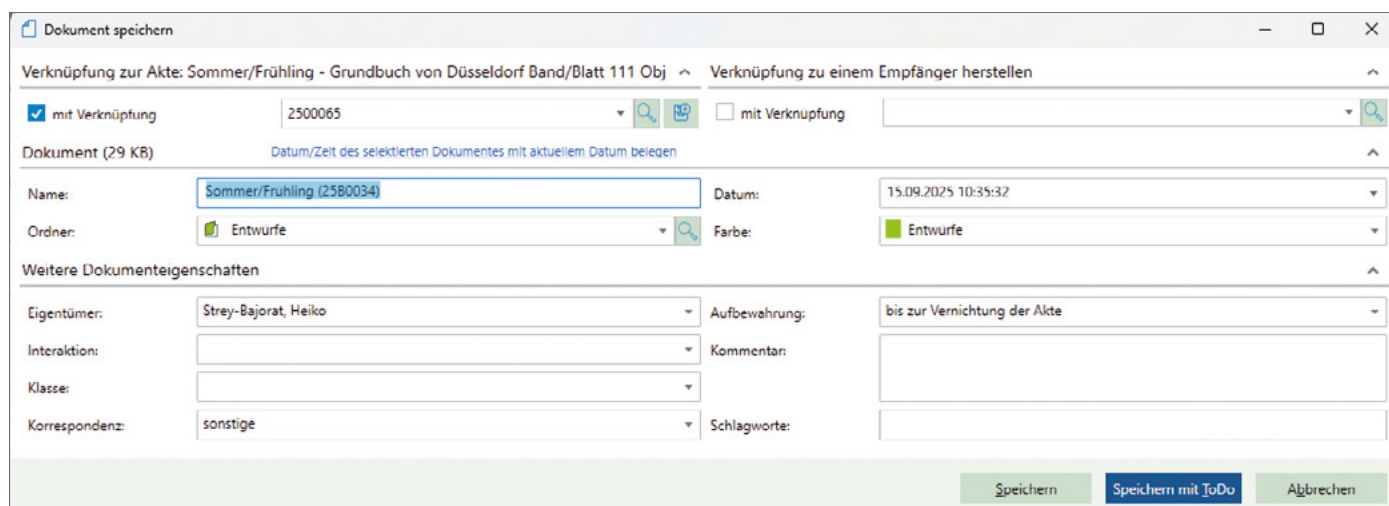 Dokument speichern
Verknüpfung zur Akte: Sommer/Frühling - Grundbuch von Düsseldorf Band/Blatt 111 Obj
Verknüpfung zu einem Empfänger herstellen
mit Verknüpfung 2500065
mit Verknupfung
Dokument (29 KB) Datum/Zeit des selektierten Dokumentes mit aktuellem Datum belegen
Name: Sommer/Fruhling (25B0034) Datum: 15.09.2025 10:35:32
Ordner: Entwurfe Farbe: Entwurfe
Weitere Dokumenteigenschaften
Eigentümer: Strey-Bajorat, Heiko Aufbewahrung: bis zur Vernichtung der Akte
Interaktion: Kommentar:
Klasse:
Korrespondenz: sonstige Schlagworte:
Speichern Speichern mit ToDo Abbrechen